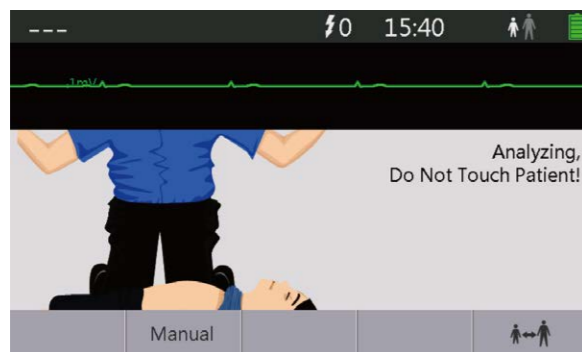 ---
0 15:40
1mV
Analyzing,
Do Not Touch Patient!
Manual